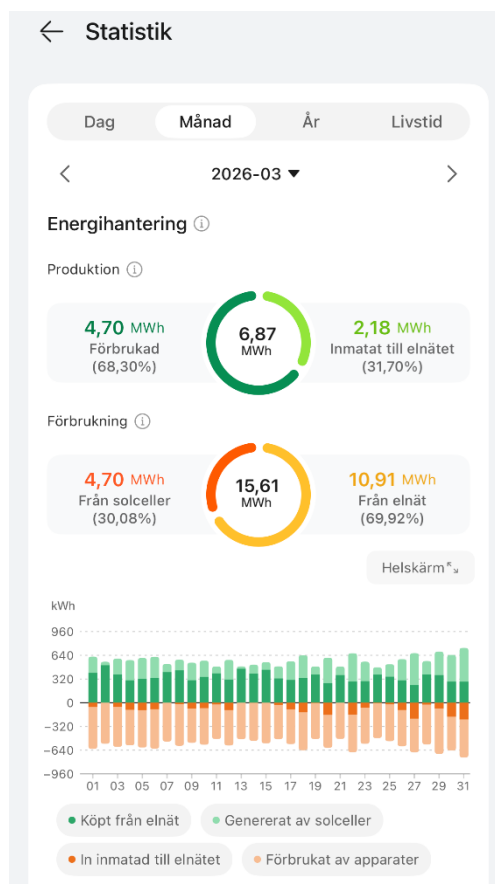 Statistik
Dag Månad År Livstid
2026-03
Energihantering
Produktion
4,70 MWh
Förbrukad
(68,30%)
6,87
MWh
2,18 MWh
Inmatat till elnätet
(31,70%)
Förbrukning
4,70 MWh
Från solceller
(30,08%)
15,61
MWh
10,91 MWh
Från elnät
(69,92%)
Helskärm
kWh
960
640
320
0
-320
-640
-960
01 03 05 07 09 11 13 15 17 19 21 23 25 27 29 31
Köpt från elnät
Genererat av solceller
In inmatad till elnätet
Förbrukat av apparater